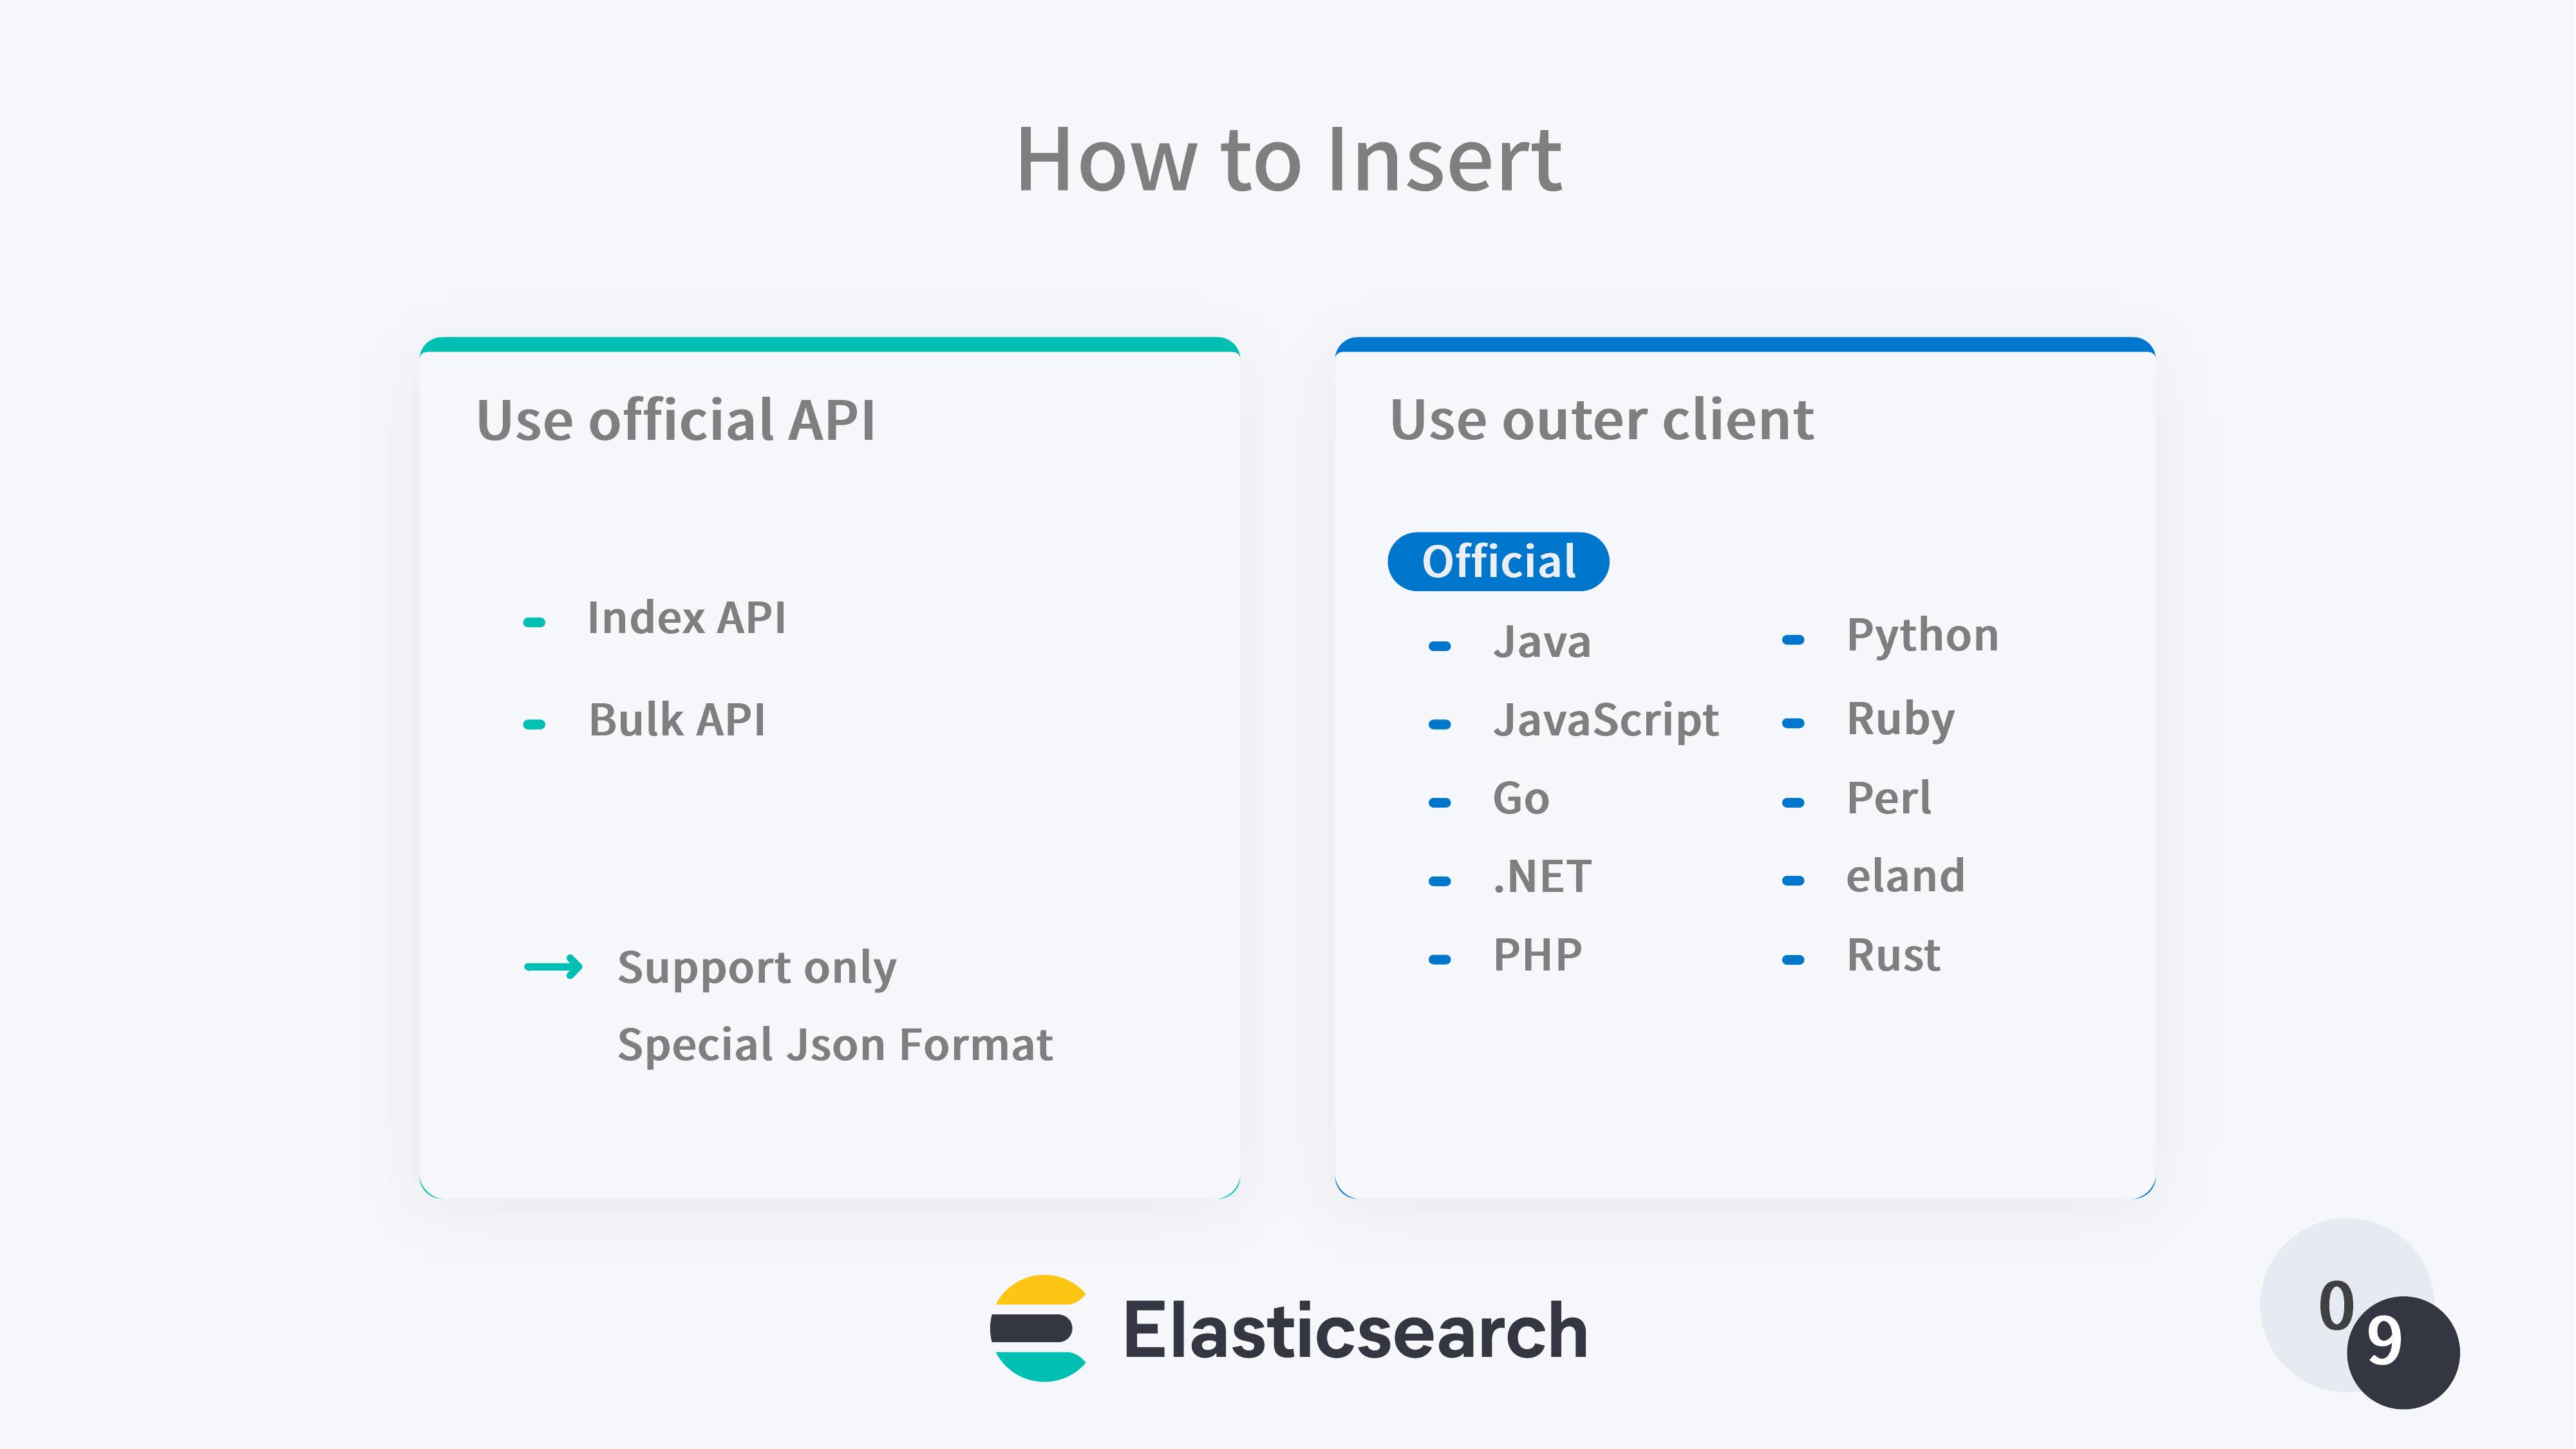 How to Insert
Use official API
Index API
Bulk API
Support only
Special Json Format
Use outer client
Official
Java
JavaScript
Go
.NET
PHP
Python
Ruby
Perl
eland
Rust
Elasticsearch
09